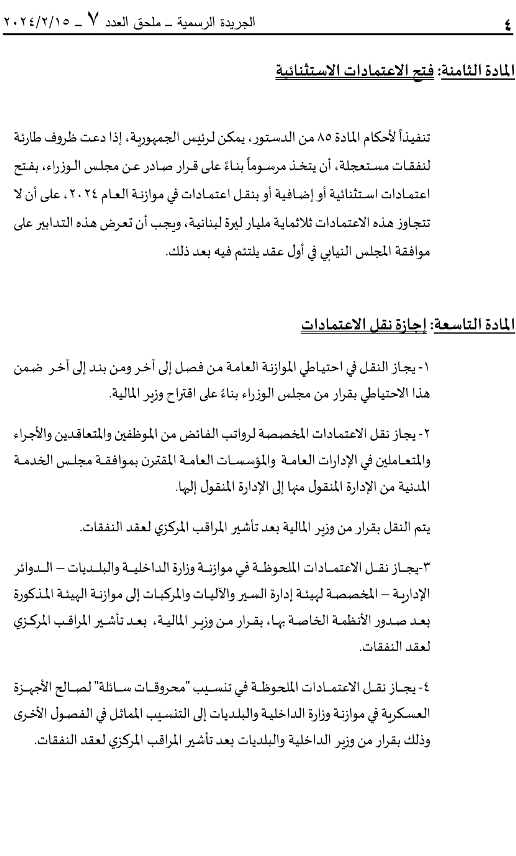 ٤ الجريدة الرسمية – ملحق العدد ٧ – ٢٠٢٤/٢/١٥
المادة الثامنة: فتح الاعتمادات الاستثنائية
تنفيذاً لأحكام المادة ٨٥ من الدستور، يمكن لرئيس الجمهورية، إذا دعت ظروف طارئة
لنفقات مستعجلة، أن يتخذ مرسوماً بناءً على قرار صادر عن مجلس الوزراء، بفتح
اعتمادات استثنائية أو إضافية أو بنقل اعتمادات في موازنة العام ٢٠٢٤، على أن لا
تتجاوز هذه الاعتمادات ثلاثماية مليار ليرة لبنانية، ويجب أن تعرض هذه التدابير على
موافقة المجلس النيابي في أول عقد يلتئم فيه بعد ذلك.
المادة التاسعة: إجازة نقل الاعتمادات
١- يجاز النقل في احتياطي الموازنة العامة من فصل إلى آخر ومن بند إلى آخر ضمن
هذا الاحتياطي بقرار من مجلس الوزراء بناءً على اقتراح وزير المالية.
٢- يجاز نقل الاعتمادات المخصصة لرواتب الفائض من الموظفين والمتعاقدين والأجراء
والمتعاملين في الإدارات العامة والمؤسسات العامة المقترن بموافقة مجلس الخدمة
المدنية من الإدارة المنقول منها إلى الإدارة المنقول إليها.
يتم النقل بقرار من وزير المالية بعد تأشير المراقب المركزي لعقد النفقات.
٣-يجاز نقل الاعتمادات الملحوظة في موازنة وزارة الداخلية والبلديات – الدوائر
الإدارية – المخصصة لهيئة إدارة السير والآليات والمركبات إلى موازنة الهيئة المذكورة
بعد صدور الأنظمة الخاصة بها، بقرار من وزير المالية، بعد تأشير المراقب المركزي
لعقد النفقات.
٤- يجاز نقل الاعتمادات الملحوظة في تنسيب "محروقات سائلة" لصالح الأجهزة
العسكرية في موازنة وزارة الداخلية والبلديات إلى التنسيب المماثل في الفصول الأخرى
وذلك بقرار من وزير الداخلية والبلديات بعد تأشير المراقب المركزي لعقد النفقات.